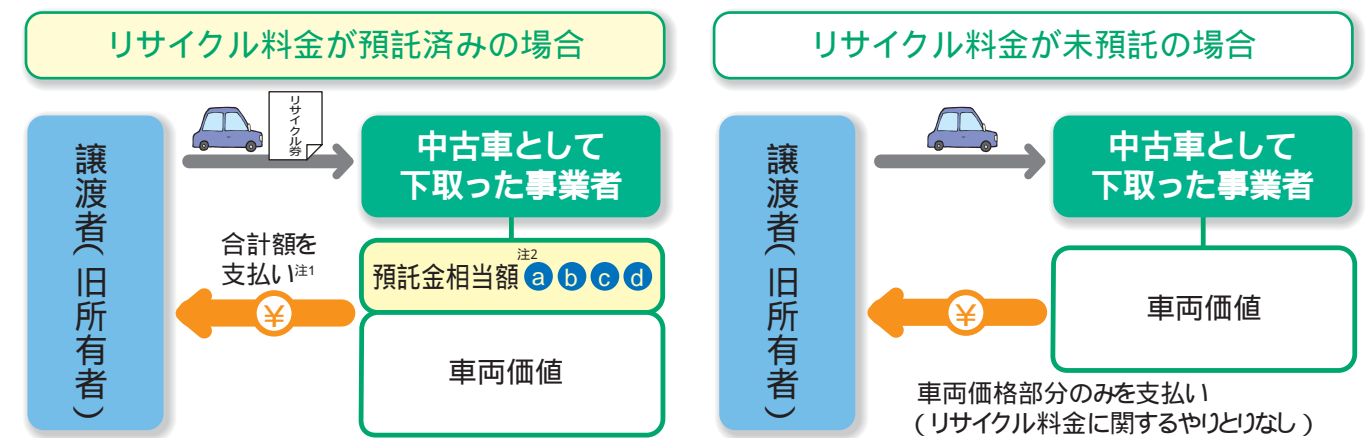 リサイクル料金が預託済みの場合
譲渡者(旧所有者)
リサイクル券
中古車として
下取った事業者
合計額を
支払い注1
¥
預託金相当額注2 a b c d
車両価値
リサイクル料金が未預託の場合
譲渡者(旧所有者)
中古車として
下取った事業者
¥
車両価値
車両価格部分のみを支払い
(リサイクル料金に関するやりとりなし)